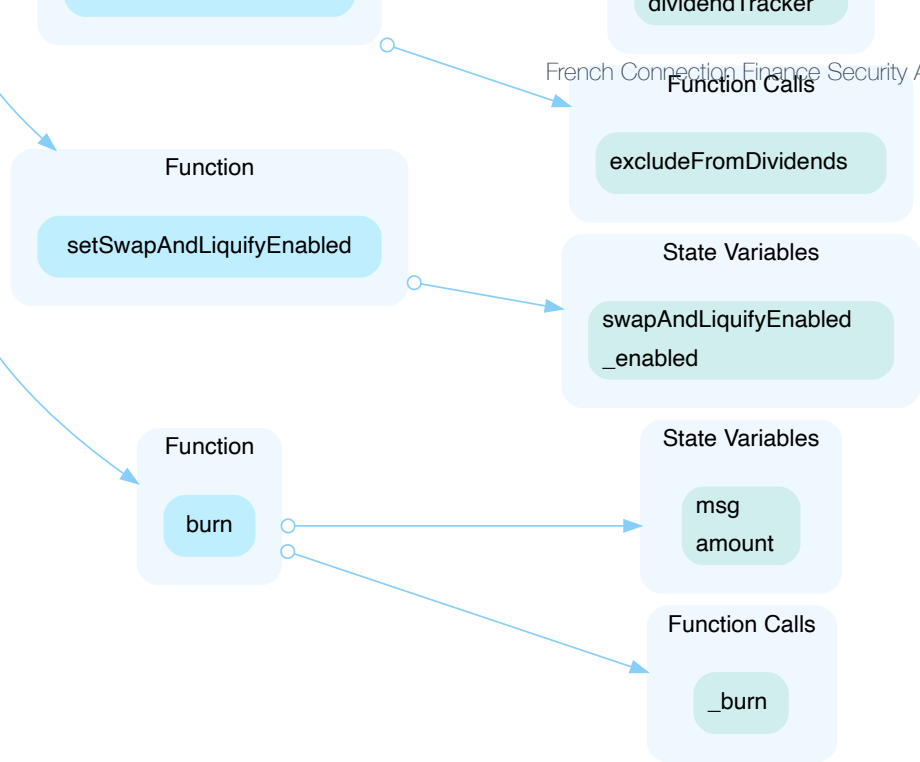 dividendTracker
French Connection Finance Security A
Function Calls
excludeFromDividends
Function
setSwapAndLiquifyEnabled
State Variables
swapAndLiquifyEnabled
_enabled
Function
burn
State Variables
msg
amount
Function Calls
_burn